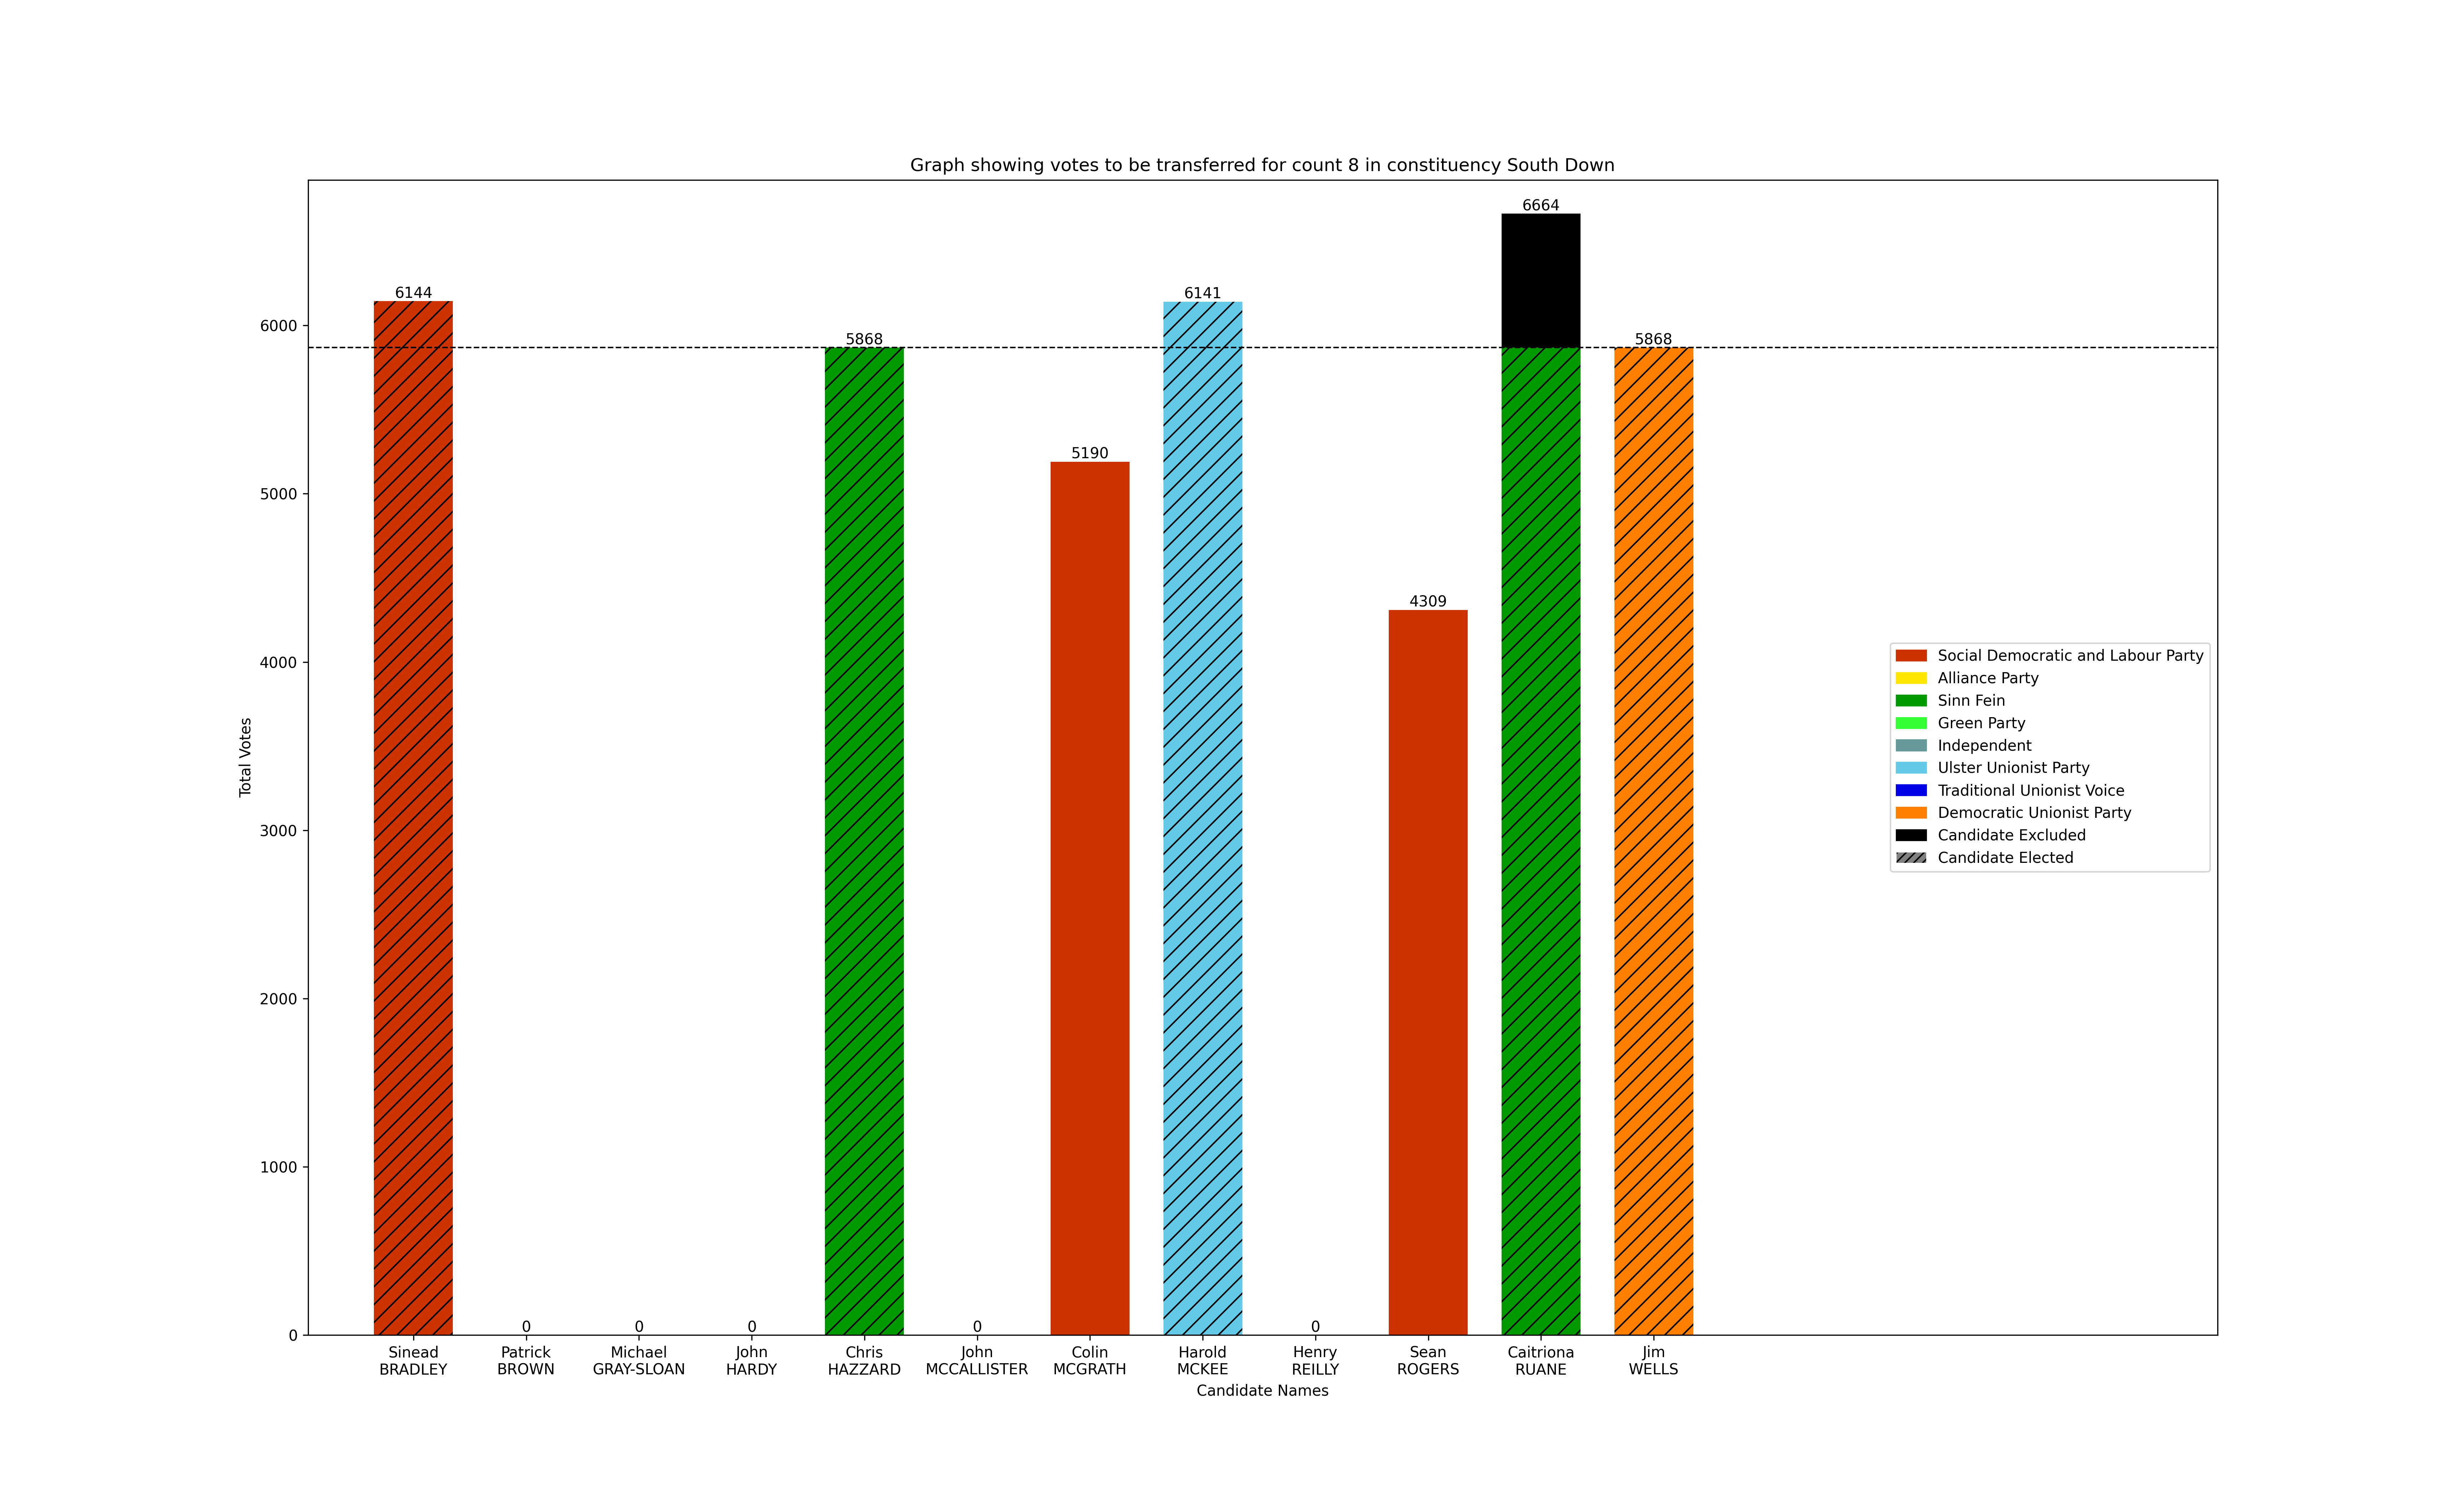 Graph showing votes to be transferred for count 8 in constituency South Down
6664
6144
6141
5868
5868
5190
4309
0
0
0
0
0
6000
5000
4000
3000
2000
1000
0
Total Votes
Social Democratic and Labour Party
Alliance Party
Sinn Fein
Green Party
Independent
Ulster Unionist Party
Traditional Unionist Voice
Democratic Unionist Party
Candidate Excluded
Candidate Elected
Sinead
BRADLEY
Patrick
BROWN
Michael
GRAY-SLOAN
John
HARDY
Chris
HAZZARD
John
MCCALLISTER
Colin
MCGRATH
Harold
MCKEE
Henry
REILLY
Sean
ROGERS
Caitriona
RUANE
Jim
WELLS
Candidate Names